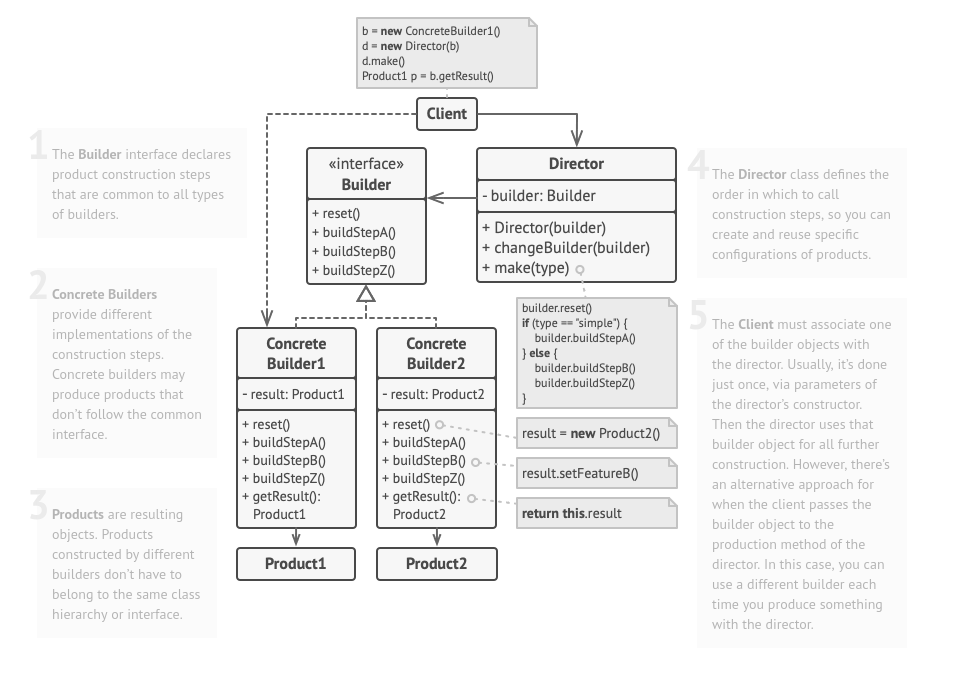 b = new ConcreteBuilder1()
d = new Director(b)
d.make()
Product1 p = b.getResult()
Client
1
The Builder interface declares
product construction steps
that are common to all types
of builders.
«interface»
Builder
+ reset()
+ buildStepA()
+ buildStepB()
+ buildStepZ()
Director
- builder: Builder
+ Director(builder)
+ changeBuilder(builder)
+ make(type)
4
The Director class defines the
order in which to call
construction steps, so you can
create and reuse specific
configurations of products.
2
Concrete Builders
provide different
implementations of the
construction steps.
Concrete builders may
produce products that
don't follow the common
interface.
Concrete
Builder1
- result: Product1
+ reset()
+ buildStepA()
+ buildStepB()
+ buildStepZ()
+ getResult():
Product1
Concrete
Builder2
- result: Product2
+ reset()
+ buildStepA()
+ buildStepB()
+ buildStepZ()
+ getResult():
Product2
builder.reset()
if (type == "simple") {
builder.buildStepA()
} else {
builder.buildStepB()
builder.buildStepZ()
}
result = new Product2()
result.setFeatureB()
return this.result
5
The Client must associate one
of the builder objects with
the director. Usually, it's done
just once, via parameters of
the director's constructor.
Then the director uses that
builder object for all further
construction. However, there's
an alternative approach for
when the client passes the
builder object to the
production method of the
director. In this case, you can
use a different builder each
time you produce something
with the director.
3
Products are resulting
objects. Products
constructed by different
builders don't have to
belong to the same class
hierarchy or interface.
Product1
Product2